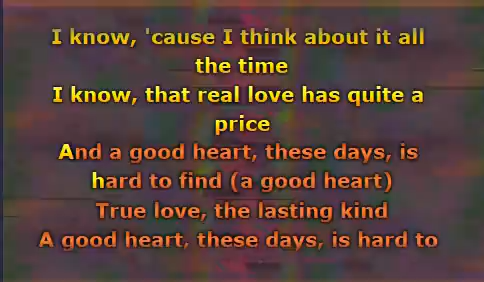 I know, 'cause I think about it all
the time
I know, that real love has quite a
price
And a good heart, these days, is
hard to find (a good heart)
True love, the lasting kind
A good heart, these days, is hard to